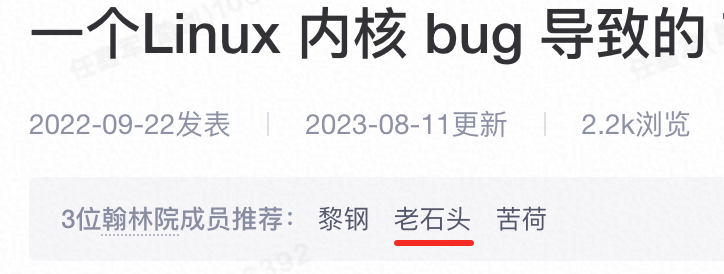 一个Linux 内核 bug 导致的
2022-09-22发表 | 2023-08-11更新 | 2.2k浏览
3位翰林院成员推荐： 黎钢 老石头 苦荷